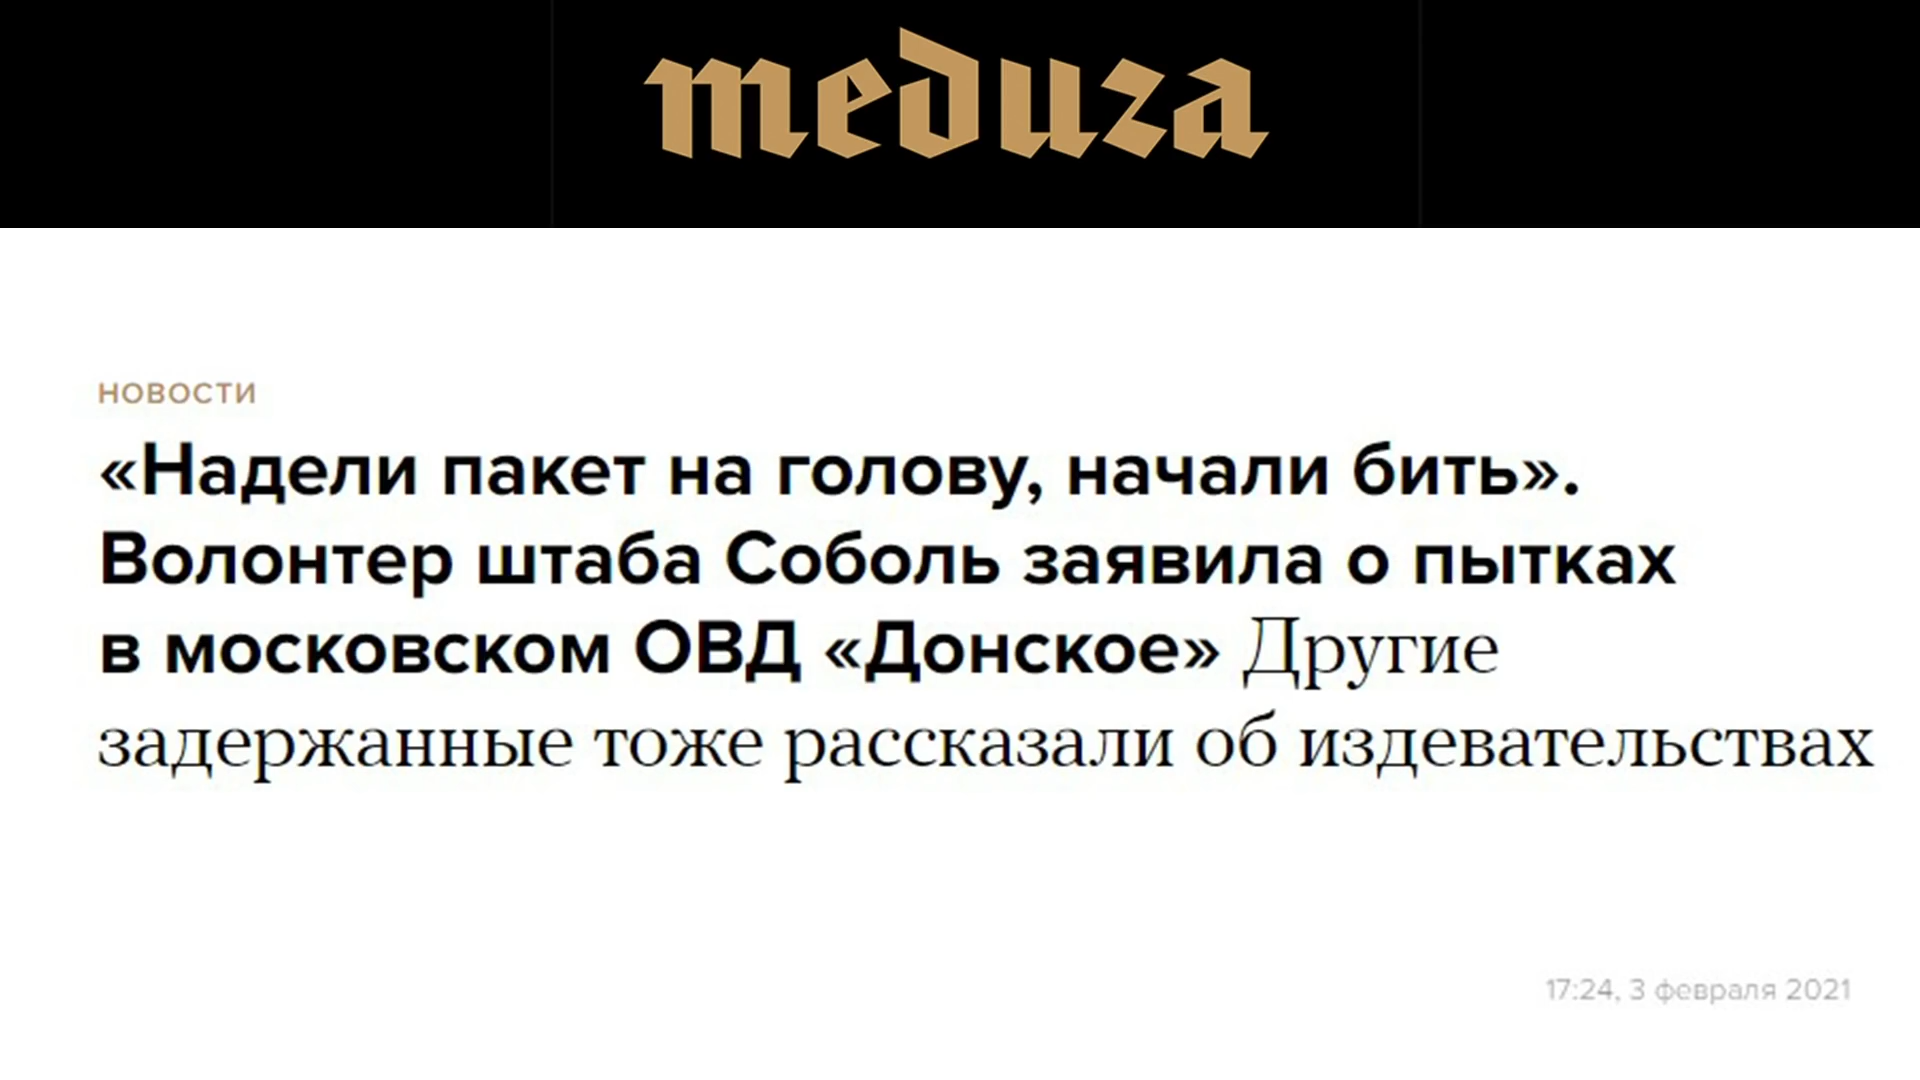 meduza
НОВОСТИ
«Надели пакет на голову, начали бить».
Волонтер штаба Соболь заявила о пытках
в московском ОВД «Донское» Другие
задержанные тоже рассказали об издевательствах
17:24, 3 февраля 2021